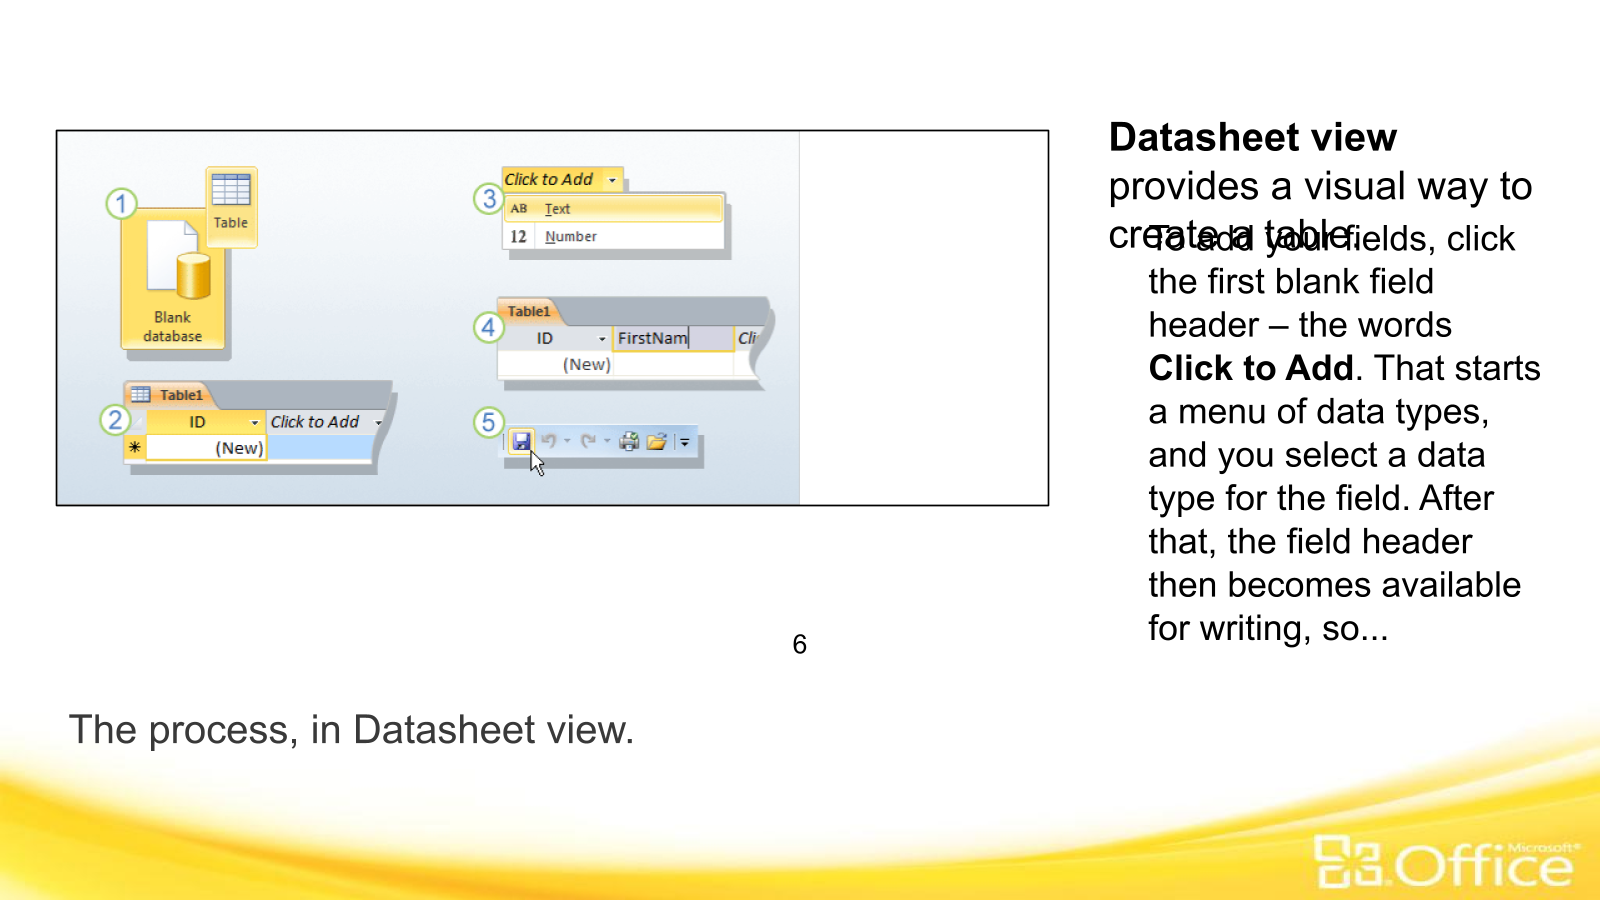 Datasheet view
provides a visual way to
create a table.
To add your fields, click
the first blank field
header – the words
Click to Add. That starts
a menu of data types,
and you select a data
type for the field. After
that, the field header
then becomes available
for writing, so...
1
Table
Blank
database
2
Table1
ID
Click to Add
(New)
3
Click to Add
AB Text
12 Number
4
Table1
ID
FirstNam
Cli
(New)
5
6
The process, in Datasheet view.
Microsoft®
Office